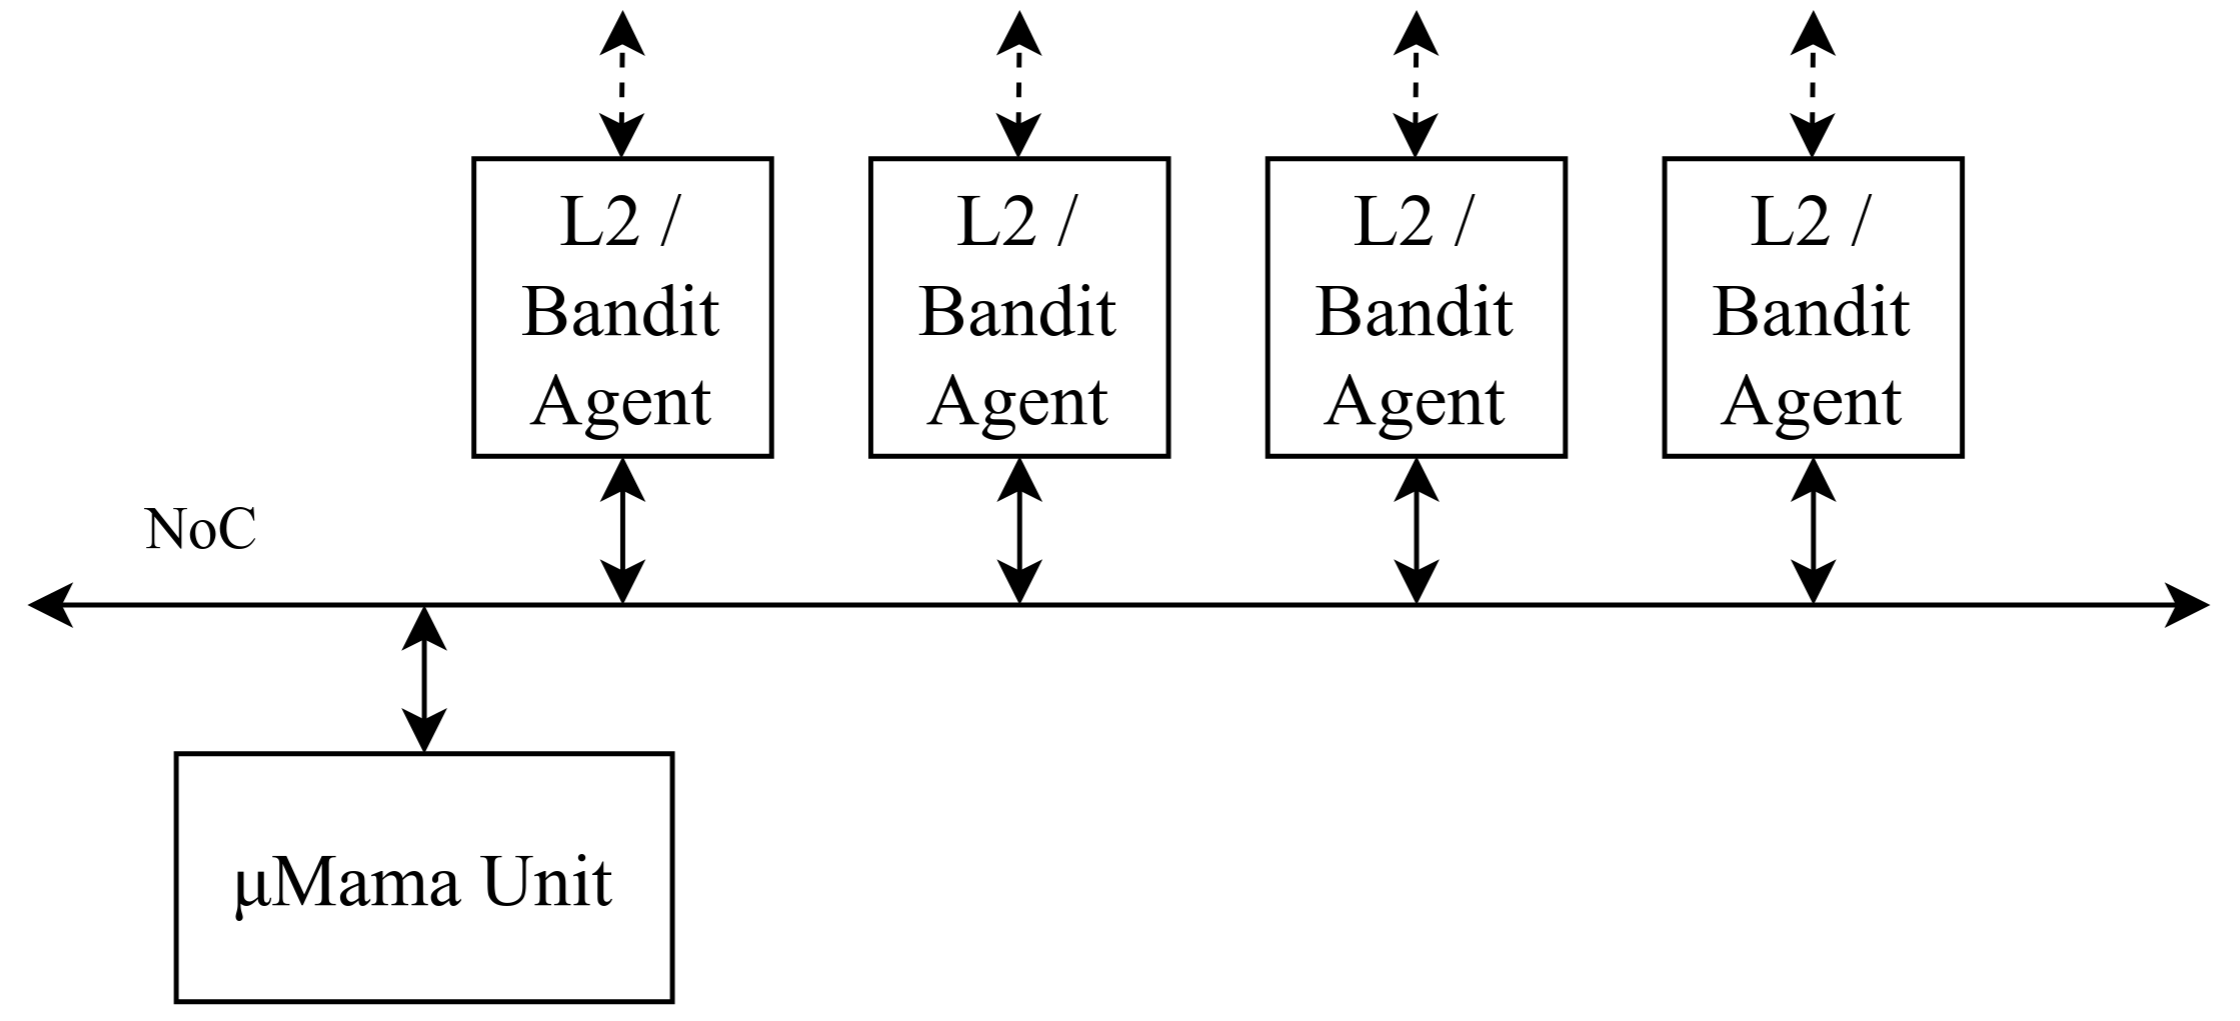 L2 /
Bandit
Agent
L2 /
Bandit
Agent
L2 /
Bandit
Agent
L2 /
Bandit
Agent
NoC
μMama Unit